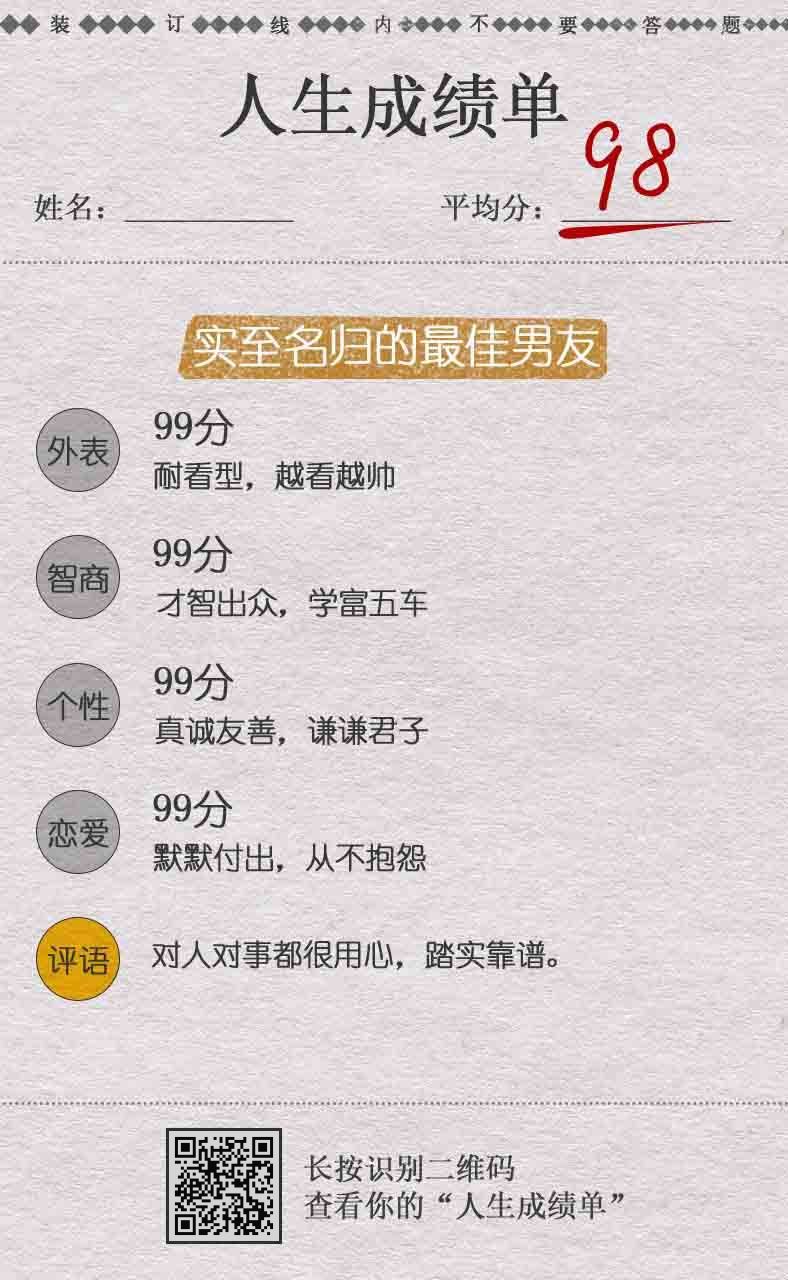 装订线内不要答题
人生成绩单
姓名： 平均分：98
实至名归的最佳男友
外表 99分
耐看型，越看越帅
智商 99分
才智出众，学富五车
个性 99分
真诚友善，谦谦君子
恋爱 99分
默默付出，从不抱怨
评语 对人对事都很用心，踏实靠谱。
长按识别二维码
查看你的“人生成绩单”